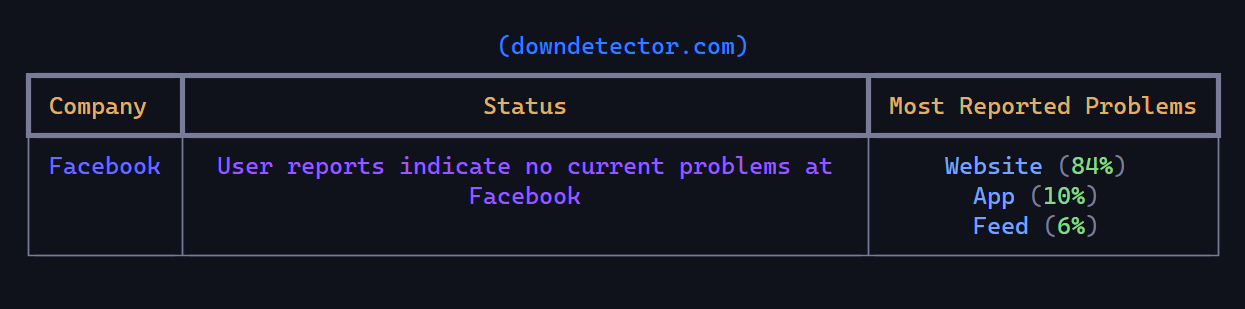 (downdetector.com)
Company Status Most Reported Problems
Facebook User reports indicate no current problems at Website (84%)
Facebook App (10%)
Feed (6%)